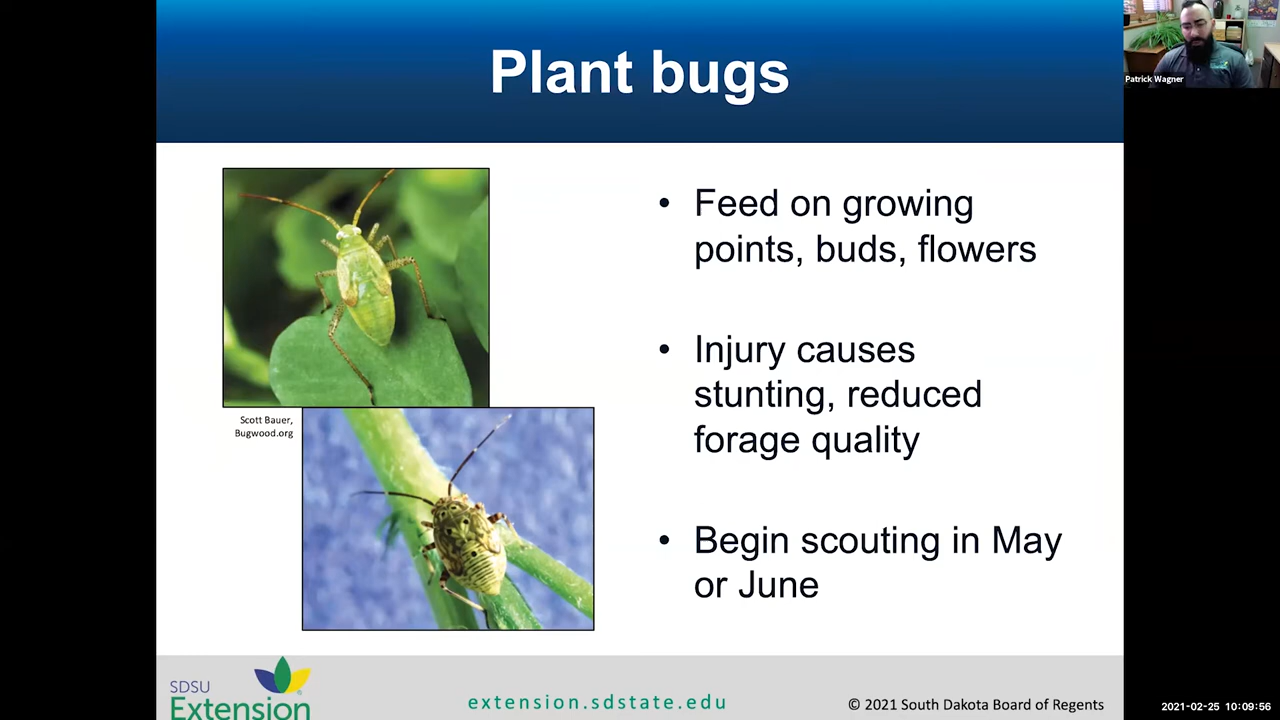 Plant bugs
Patrick Wagner
• Feed on growing
points, buds, flowers
• Injury causes
stunting, reduced
forage quality
• Begin scouting in May
or June
Scott Bauer,
Bugwood.org
SDSU
Extension
extension.sdstate.edu
© 2021 South Dakota Board of Regents
2021-02-25 10:09:56